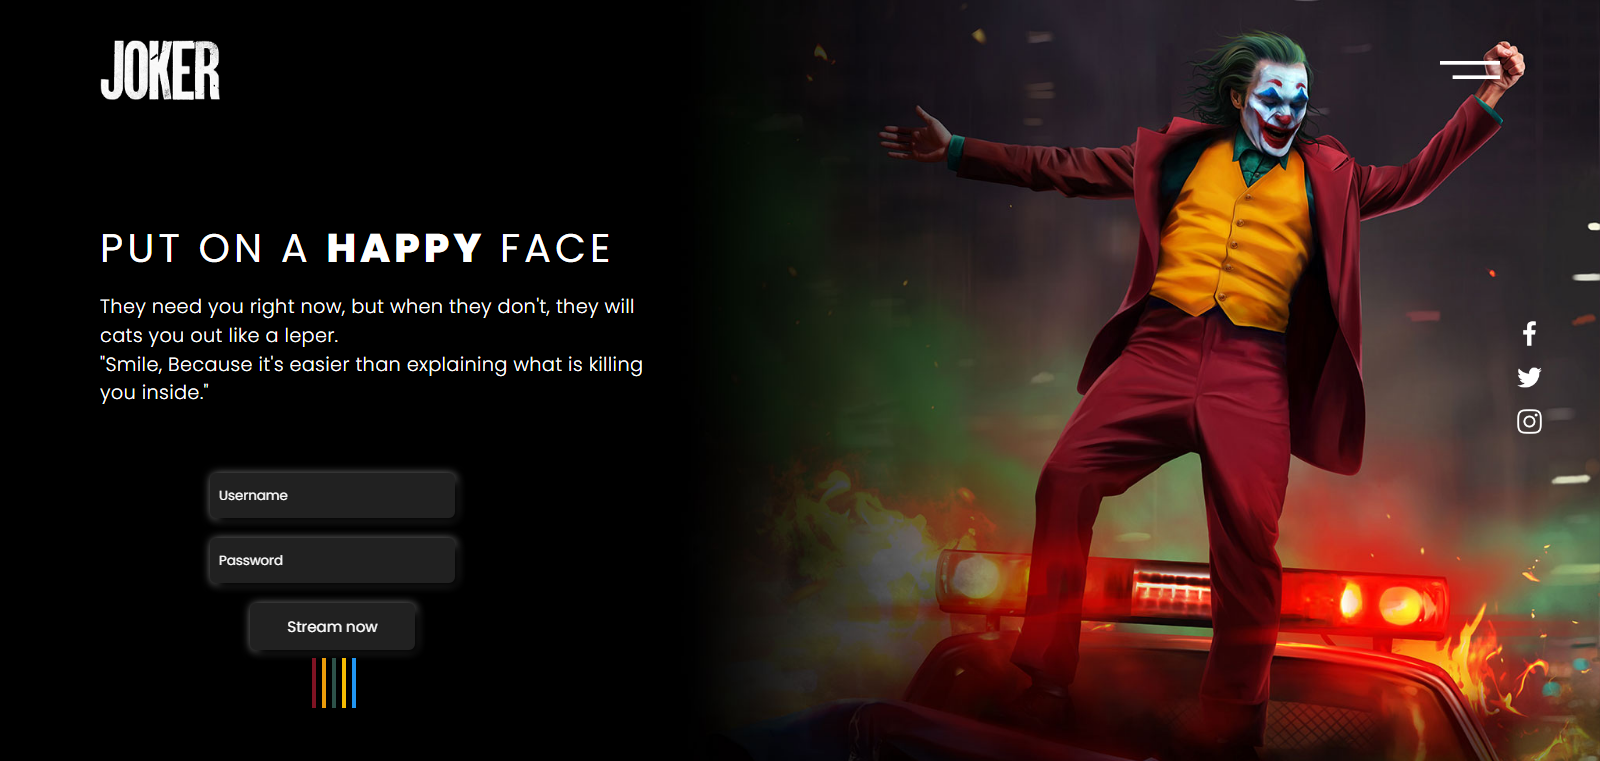 JOKER
PUT ON A HAPPY FACE
They need you right now, but when they don't, they will
cats you out like a leper.
"Smile, Because it's easier than explaining what is killing
you inside."
Username
Password
Stream now